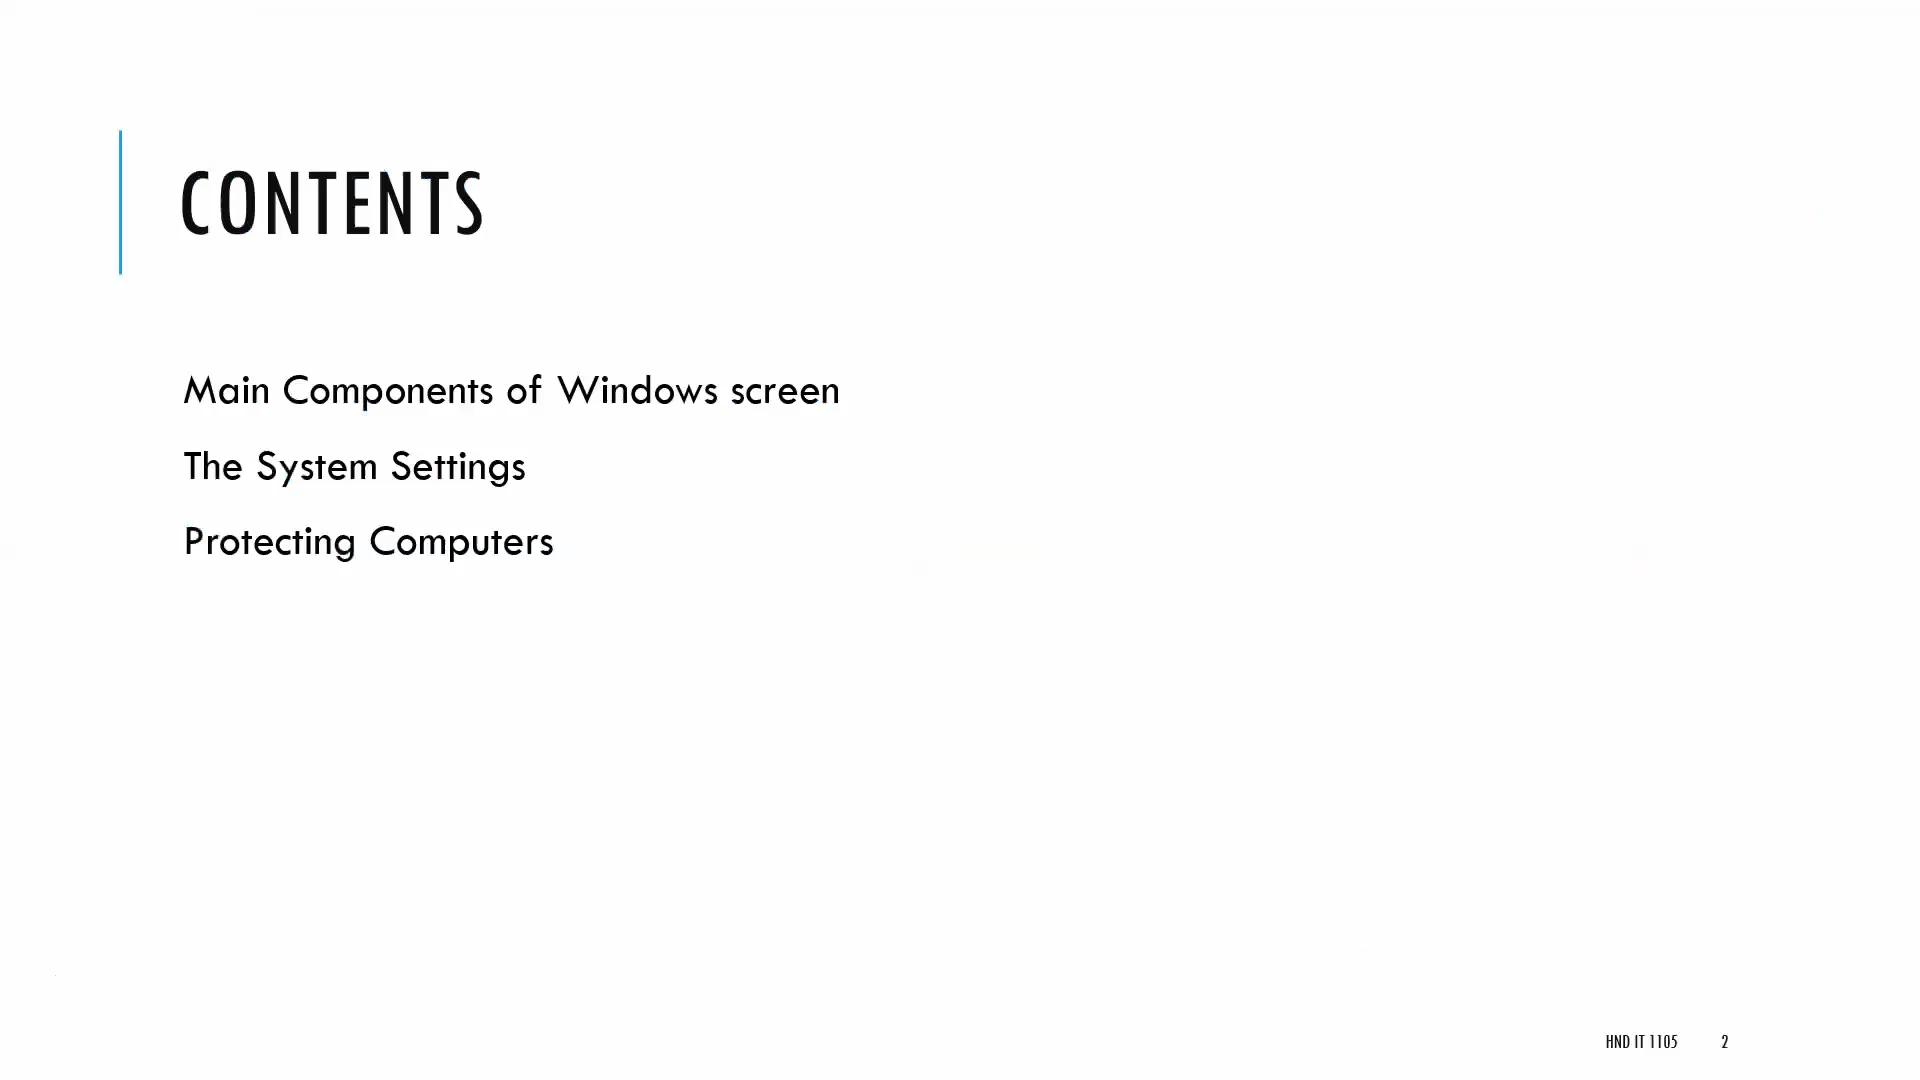 CONTENTS
Main Components of Windows screen
The System Settings
Protecting Computers
HND IT 1105 2